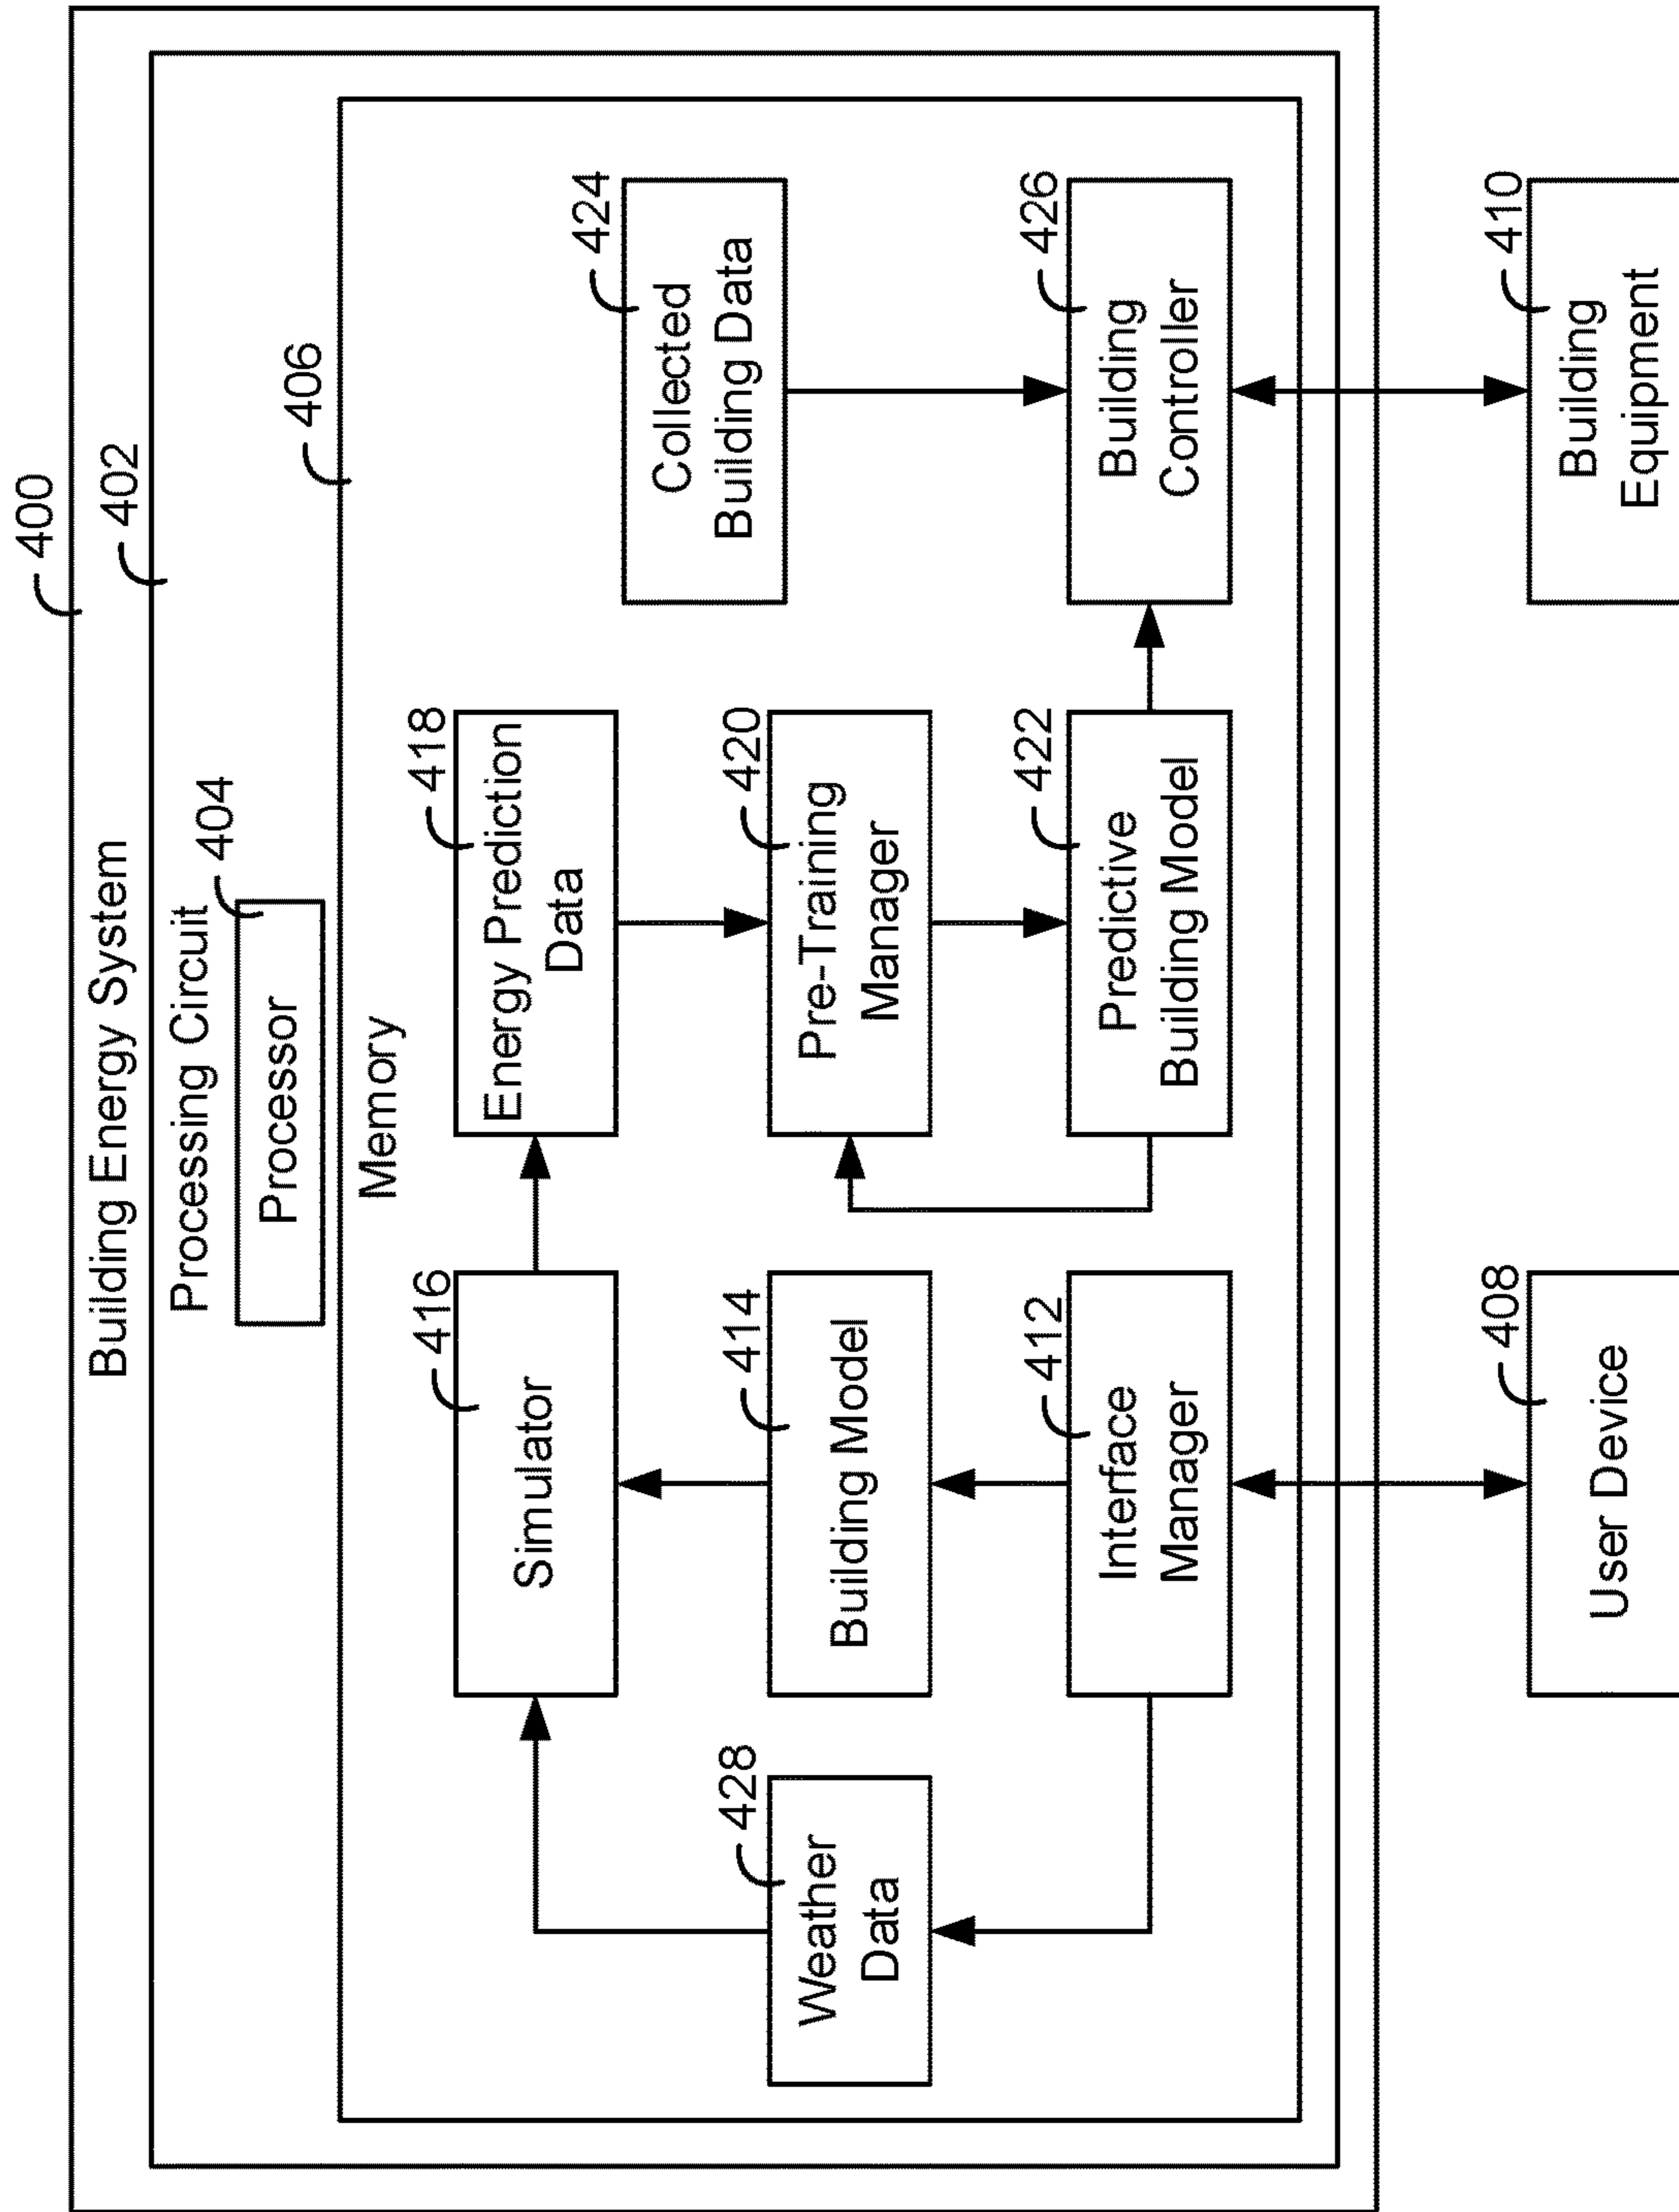 400
Building Energy System
402
Processing Circuit
404
Processor
406
Memory
416
Simulator
418
Energy Prediction
Data
424
Collected
Building Data
428
Weather
Data
414
Building Model
420
Pre-Training
Manager
412
Interface
Manager
422
Predictive
Building Model
426
Building
Controller
408
User Device
410
Building
Equipment